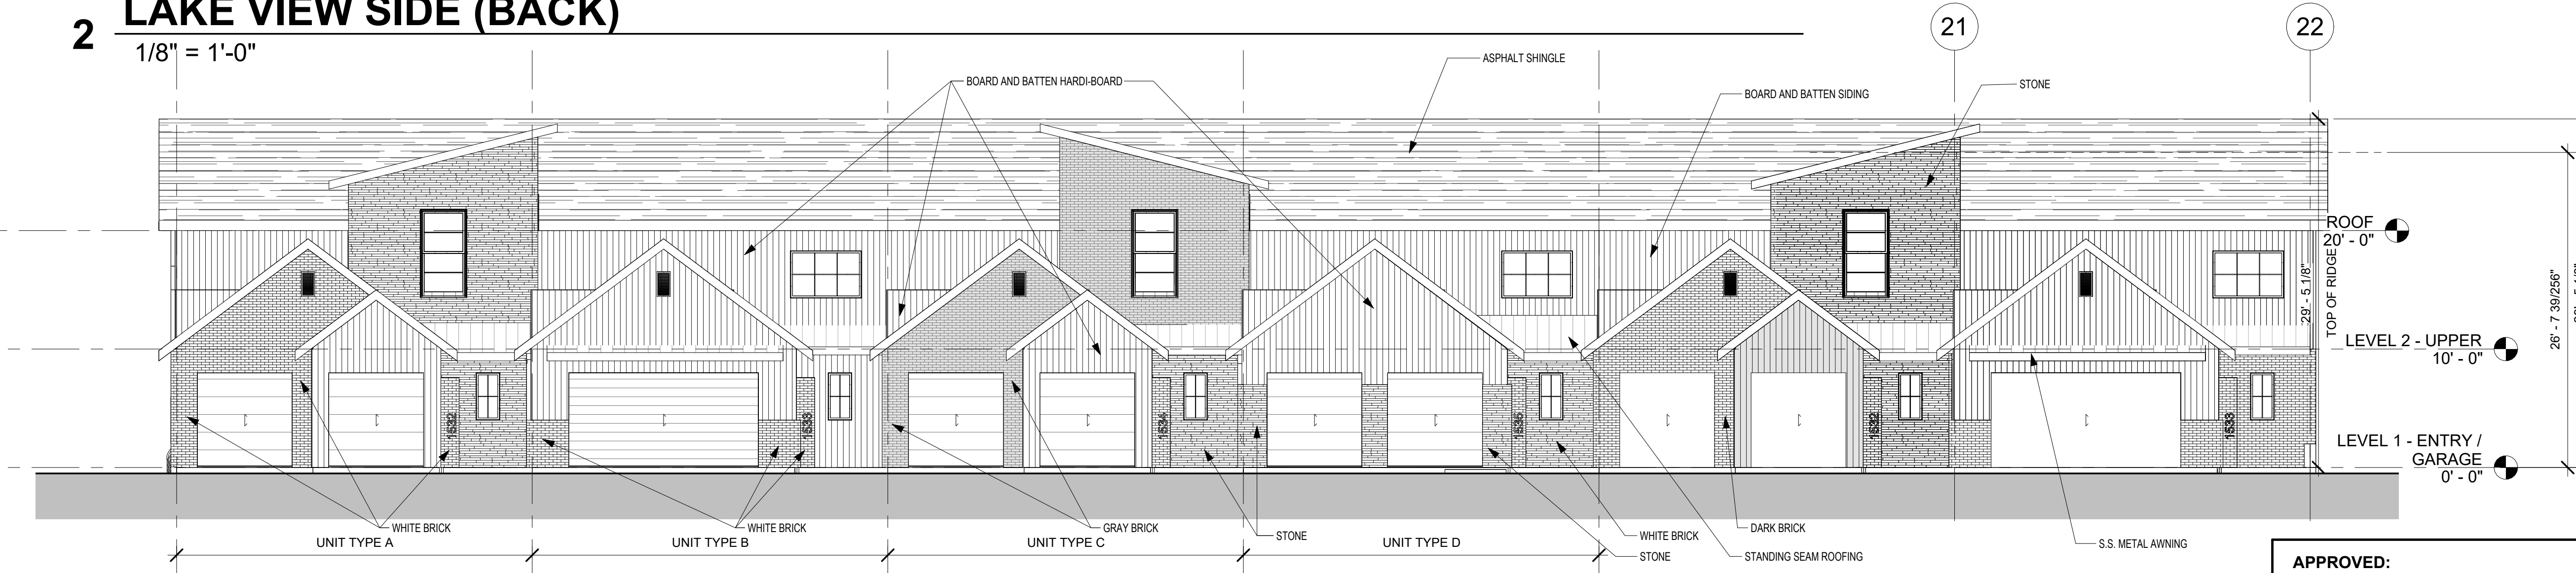 LAKE VIEW SIDE (BACK)
2
1/8" = 1'-0"
21
22
ASPHALT SHINGLE
BOARD AND BATTEN HARDI-BOARD
BOARD AND BATTEN SIDING
STONE
ROOF
20' - 0"
29' - 5 1/8"
TOP OF RIDGE
26' - 7 39/256"
LEVEL 2 - UPPER
10' - 0"
1532
1533
1534
1535
1532
1533
LEVEL 1 - ENTRY /
GARAGE
0' - 0"
WHITE BRICK
WHITE BRICK
GRAY BRICK
STONE
WHITE BRICK
DARK BRICK
UNIT TYPE A
UNIT TYPE B
UNIT TYPE C
UNIT TYPE D
S.S. METAL AWNING
STONE
STANDING SEAM ROOFING
APPROVED: